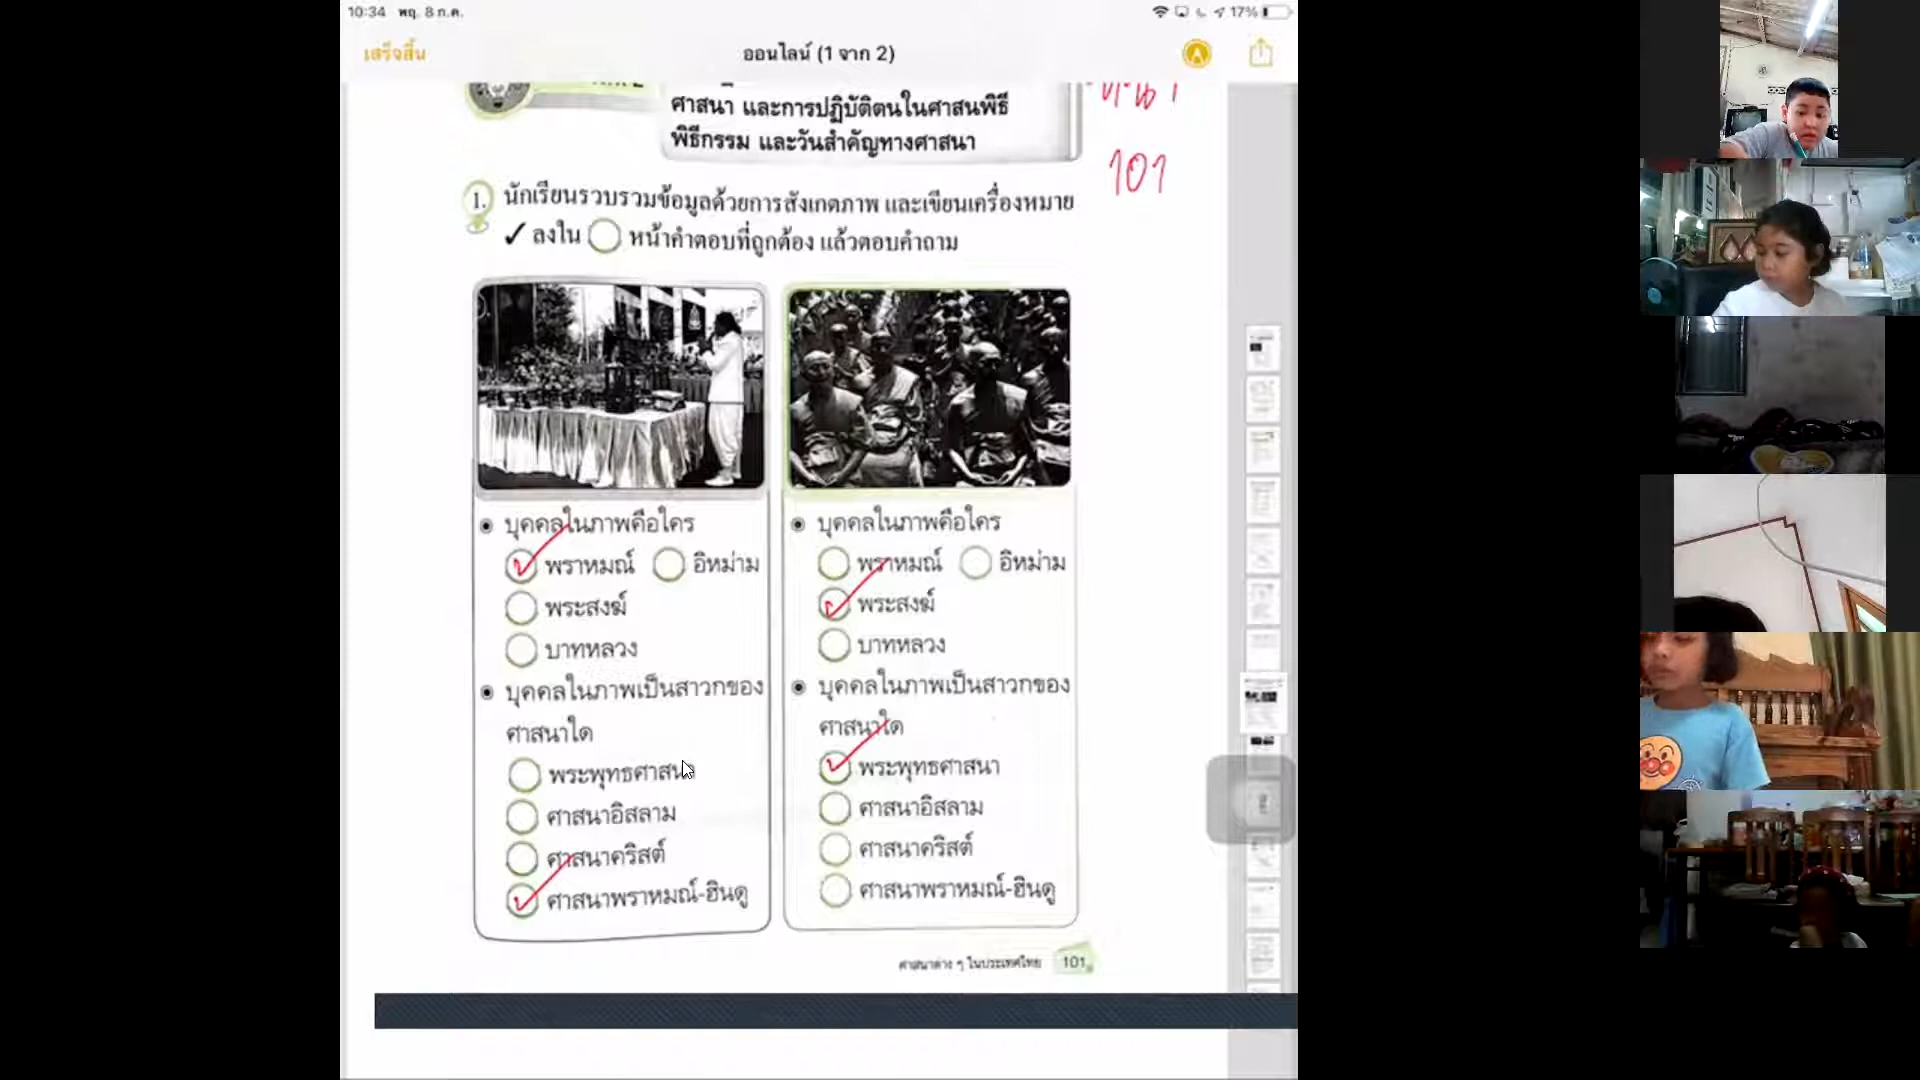 10:34 พฤ. 8 ก.ค.
17%
เสร็จสิ้น
ออนไลน์ (1 จาก 2)
ศาสนา และการปฏิบัติตนในศาสนพิธี
พิธีกรรม และวันสำคัญทางศาสนา
101
1. นักเรียนรวบรวมข้อมูลด้วยการสังเกตภาพ และเขียนเครื่องหมาย
✓ ลงใน ◯ หน้าคำตอบที่ถูกต้อง แล้วตอบคำถาม
บุคคลในภาพคือใคร
พราหมณ์ อิหม่าม
พระสงฆ์
บาทหลวง
บุคคลในภาพเป็นสาวกของ
ศาสนาใด
พระพุทธศาสนา
ศาสนาอิสลาม
ศาสนาคริสต์
ศาสนาพราหมณ์-ฮินดู
บุคคลในภาพคือใคร
พราหมณ์ อิหม่าม
พระสงฆ์
บาทหลวง
บุคคลในภาพเป็นสาวกของ
ศาสนาใด
พระพุทธศาสนา
ศาสนาอิสลาม
ศาสนาคริสต์
ศาสนาพราหมณ์-ฮินดู
ศาสนาต่าง ๆ ในประเทศไทย 101